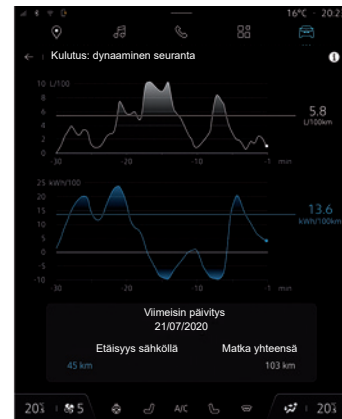 16°C 20:2
Kulutus: dynaaminen seuranta
10 L/100
8
6
4
2
0
-30 -20 -10 -1 min
5.8
L/100km
25 kWh/100
20
15
10
5
0
-5
-10
-30 -20 -10 -1 min
13.6
kWh/100km
Viimeisin päivitys
21/07/2020
Etäisyys sähköllä Matka yhteensä
45 km 103 km
20 5 A/C 20